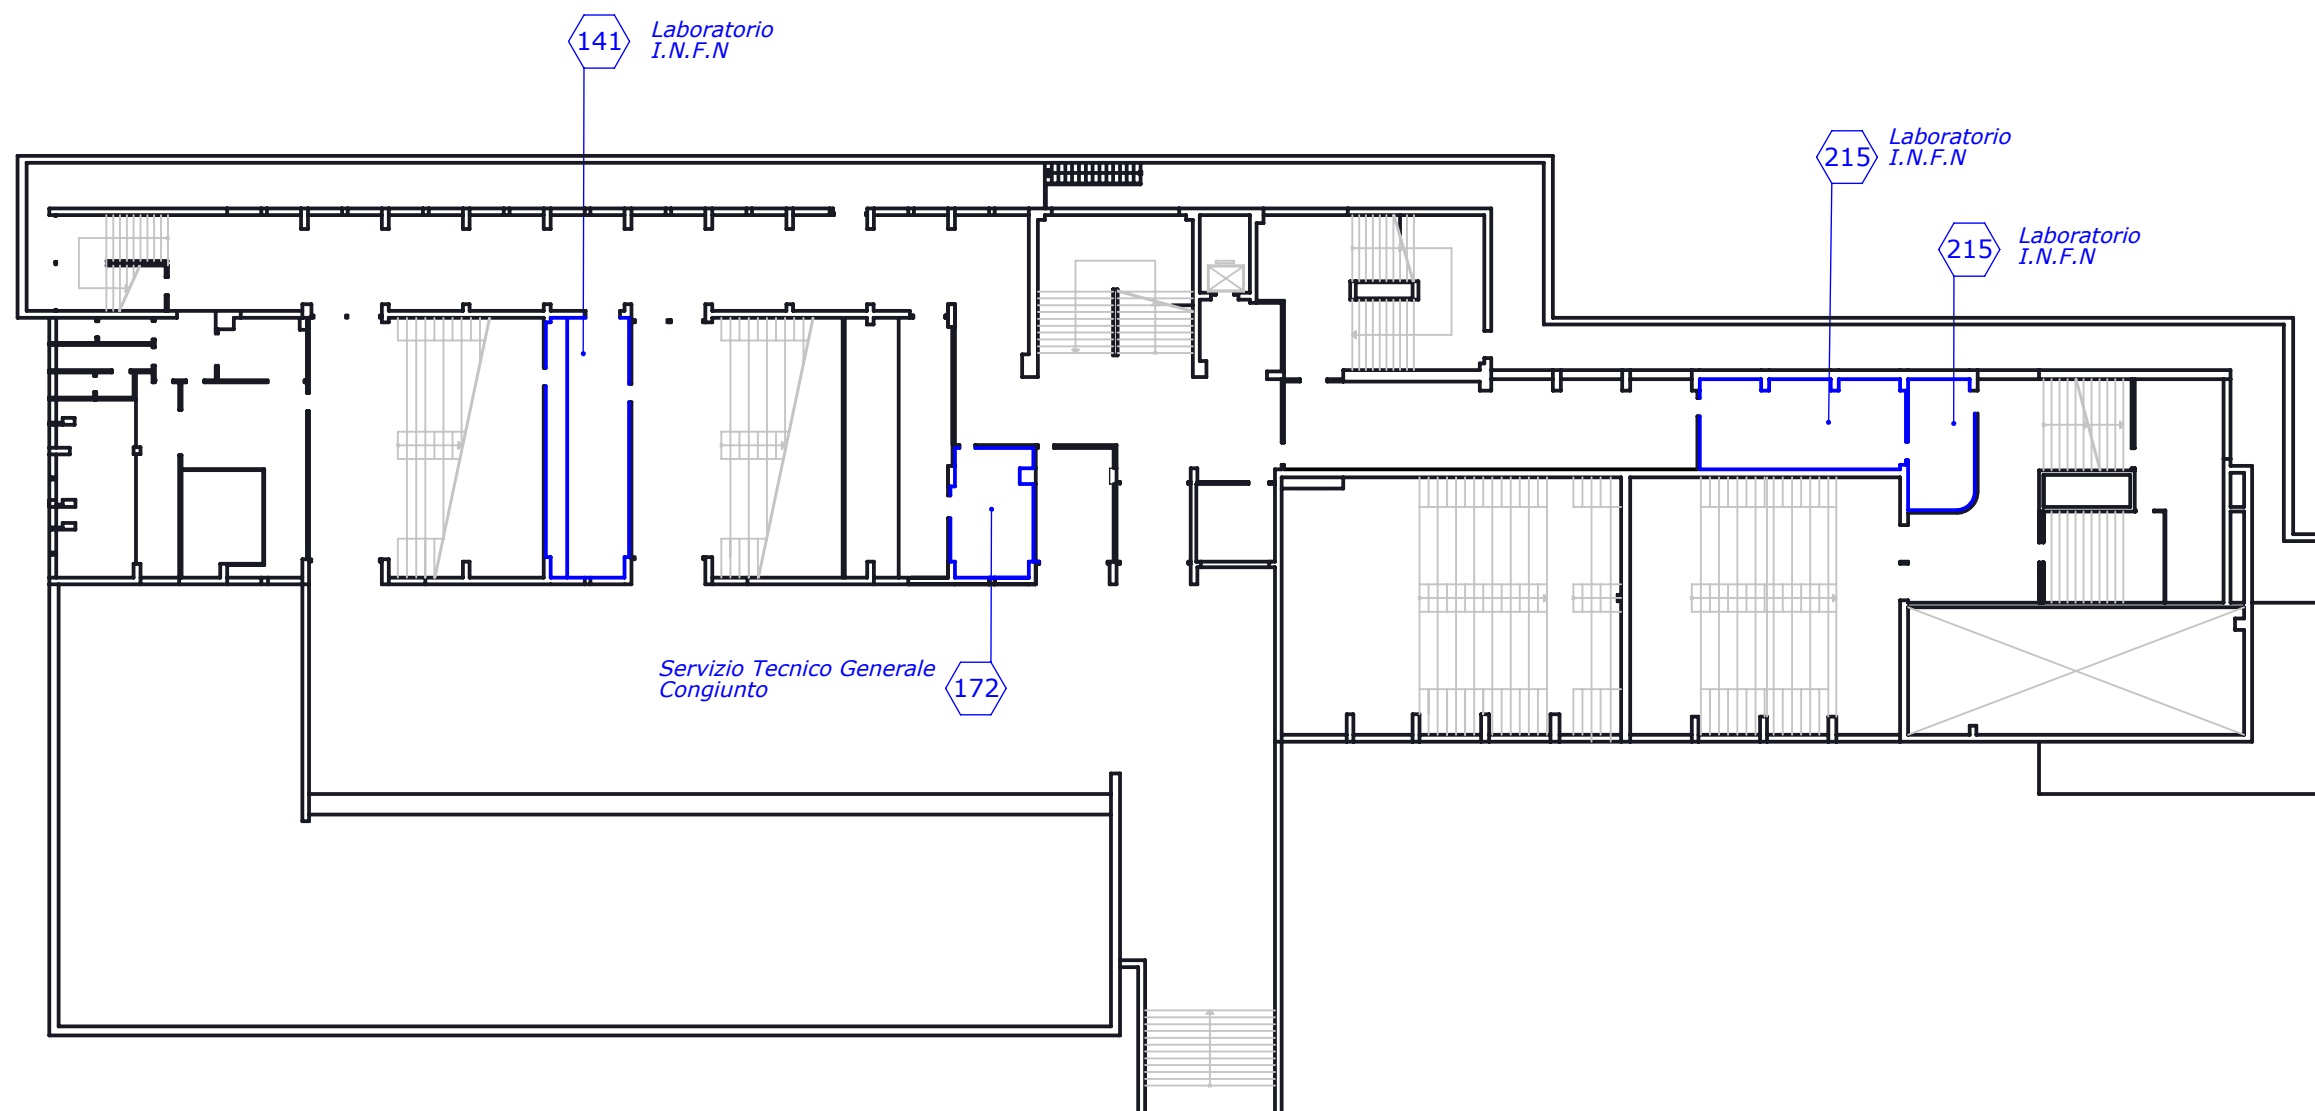 141
Laboratorio
I.N.F.N
215
Laboratorio
I.N.F.N
215
Laboratorio
I.N.F.N
Servizio Tecnico Generale
Congiunto
172